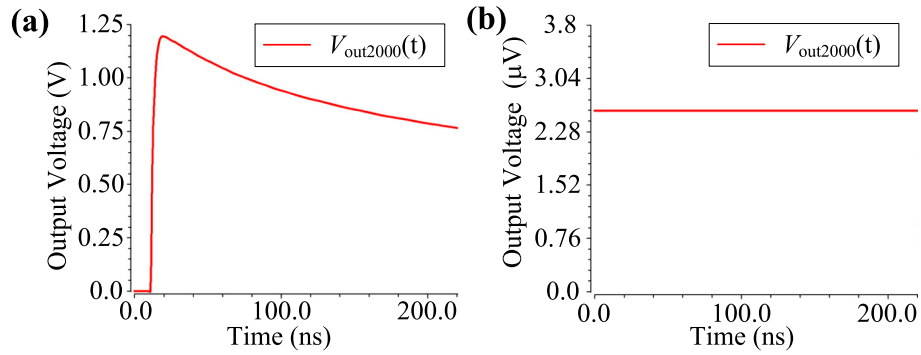 (a)
Output Voltage (V)
1.25
1.00
0.75
0.50
0.25
0.0
Vout2000(t)
0.0 100.0 200.0
Time (ns)
(b)
Output Voltage (μV)
3.8
3.04
2.28
1.52
0.76
0.0
Vout2000(t)
0.0 100.0 200.0
Time (ns)